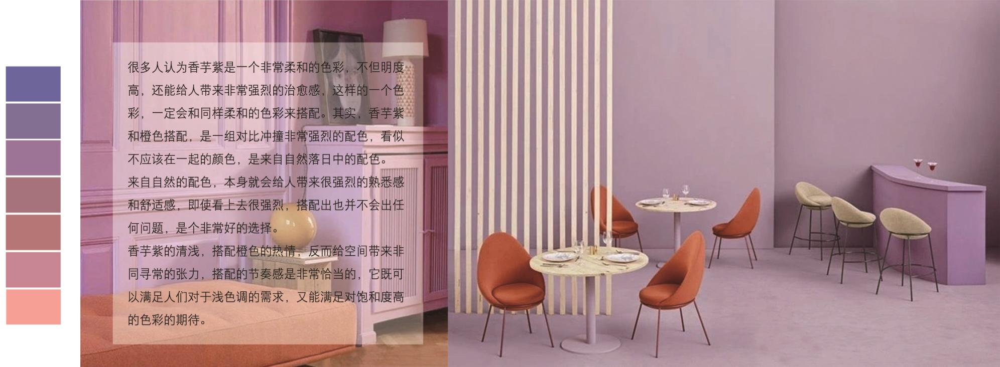 很多人认为香芋紫是一个非常柔和的色彩，不但明度
高，还能给人带来非常强烈的治愈感，这样的一个色
彩，一定会和同样柔和的色彩来搭配。其实，香芋紫
和橙色搭配，是一组对比冲撞非常强烈的配色，看似
不应该在一起的颜色，是来自自然落日中的配色。
来自自然的配色，本身就会给人带来很强烈的熟悉感
和舒适感，即使看上去很强烈，搭配出也并不会出任
何问题，是个非常好的选择。
香芋紫的清浅，搭配橙色的热情，反而给空间带来非
同寻常的张力，搭配的节奏感是非常恰当的，它既可
以满足人们对于浅色调的需求，又能满足对饱和度高
的色彩的期待。